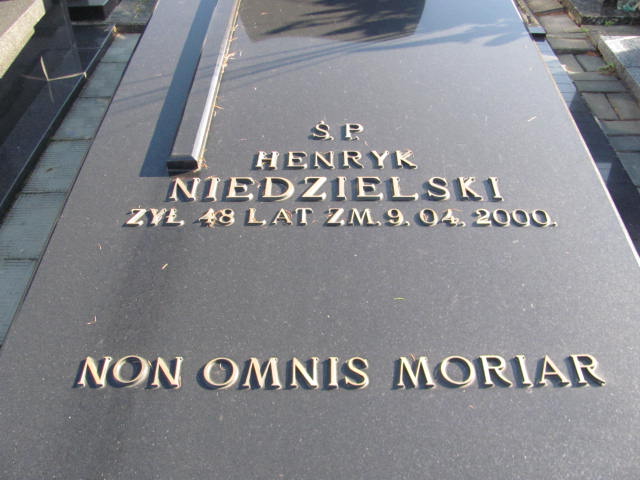 Ś.P.
HENRYK
NIEDZIELSKI
ŻYŁ 48 LAT ZM. 9. 04. 2000.
NON OMNIS MORIAR